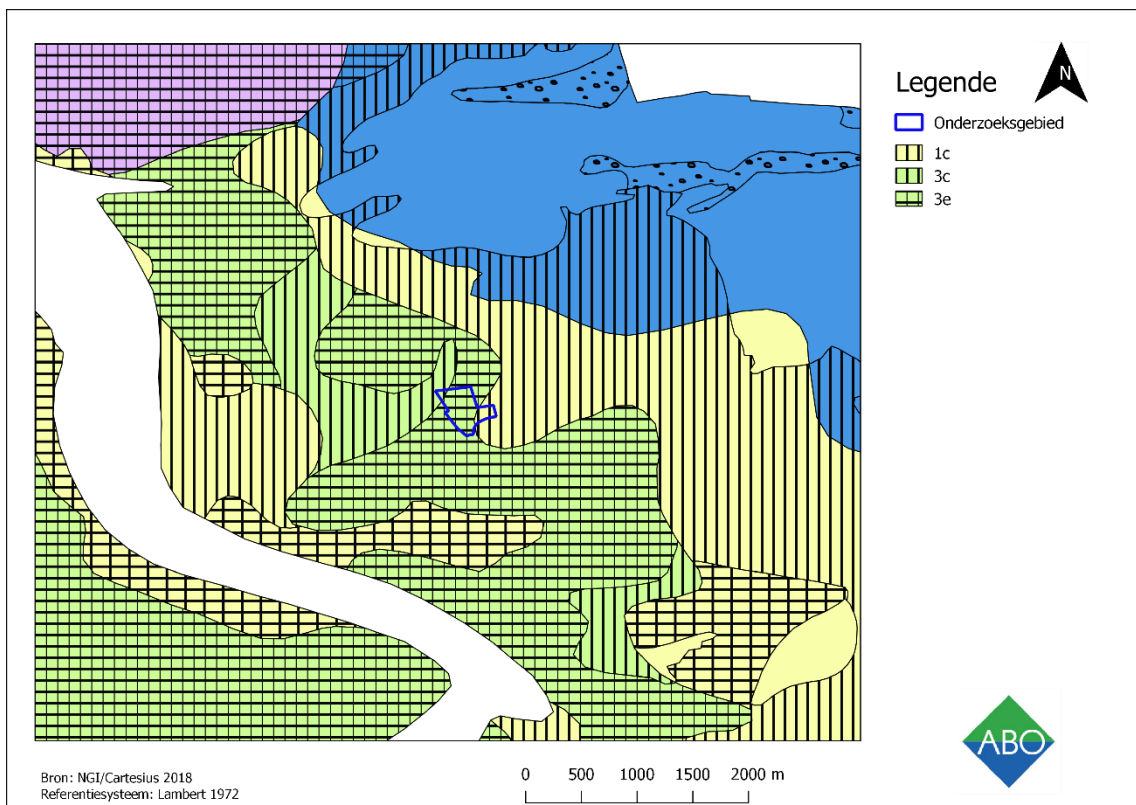 Legende
N
Onderzoeksgebied
1c
3c
3e
Bron: NGI/Cartesius 2018
Referentiesysteem: Lambert 1972
0 500 1000 1500 2000 m
ABO